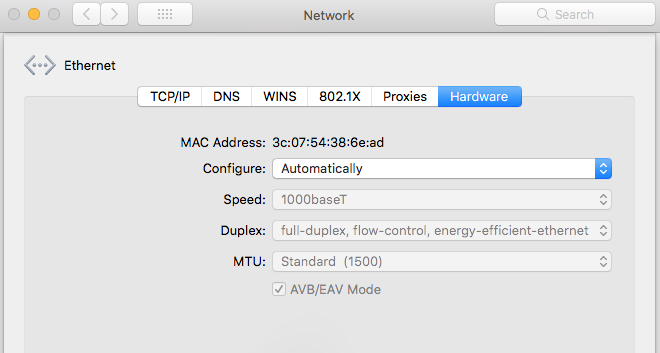 Network
Search
Ethernet
TCP/IP DNS WINS 802.1X Proxies Hardware
MAC Address: 3c:07:54:38:6e:ad
Configure: Automatically
Speed: 1000baseT
Duplex: full-duplex, flow-control, energy-efficient-ethernet
MTU: Standard (1500)
AVB/EAV Mode